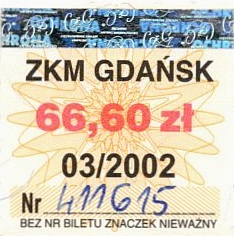 ZKM GDAŃSK
66,60 zł
03/2002
Nr 411615
BEZ NR BILETU ZNACZEK NIEWAŻNY